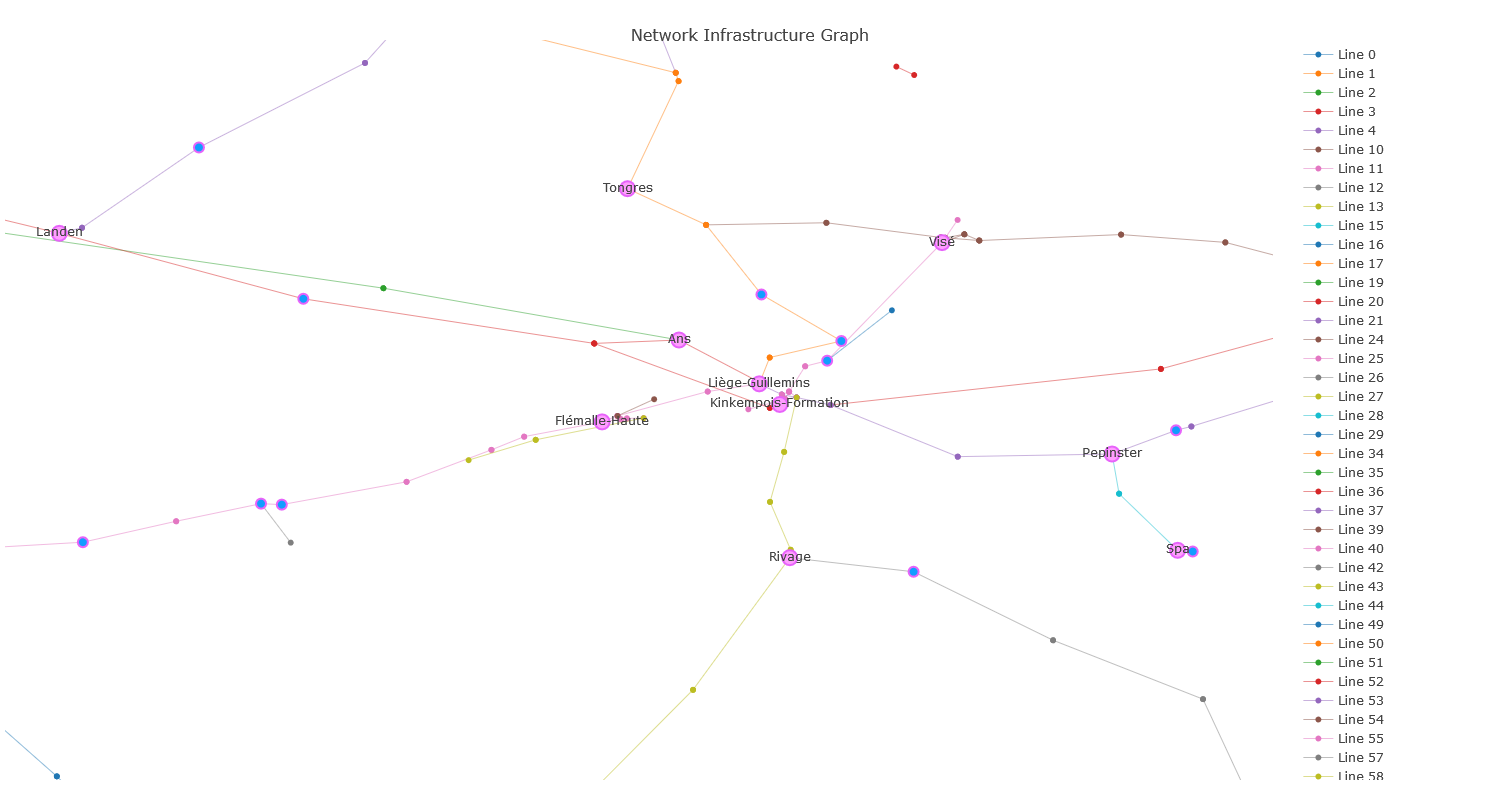 Network Infrastructure Graph
Tongres
Landen
Visé
Ans
Liège-Guillemins
Kinkempois-Formation
Flémalle-Haute
Pepinster
Spa
Rivage
Line 0
Line 1
Line 2
Line 3
Line 4
Line 10
Line 11
Line 12
Line 13
Line 15
Line 16
Line 17
Line 19
Line 20
Line 21
Line 24
Line 25
Line 26
Line 27
Line 28
Line 29
Line 34
Line 35
Line 36
Line 37
Line 39
Line 40
Line 42
Line 43
Line 44
Line 49
Line 50
Line 51
Line 52
Line 53
Line 54
Line 55
Line 57
Line 58